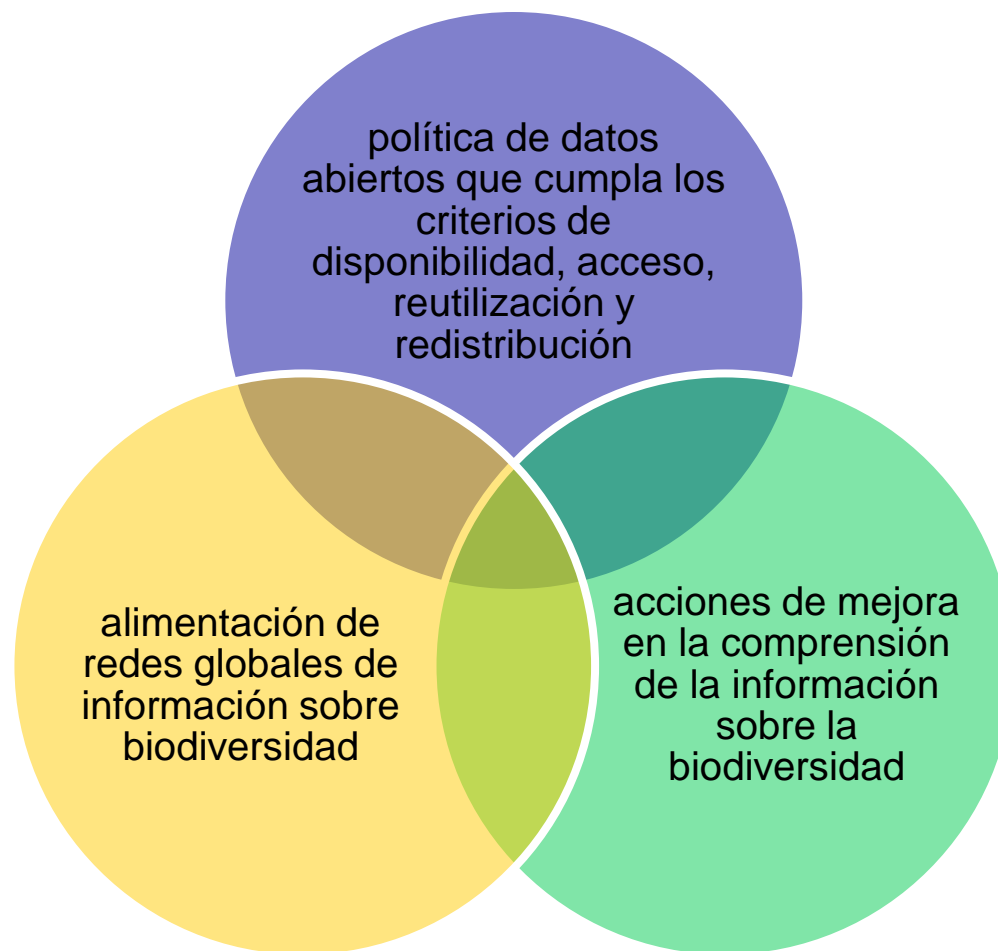 política de datos
abiertos que cumpla los
criterios de
disponibilidad, acceso,
reutilización y
redistribución
alimentación de
redes globales de
información sobre
biodiversidad
acciones de mejora
en la comprensión
de la información
sobre la
biodiversidad